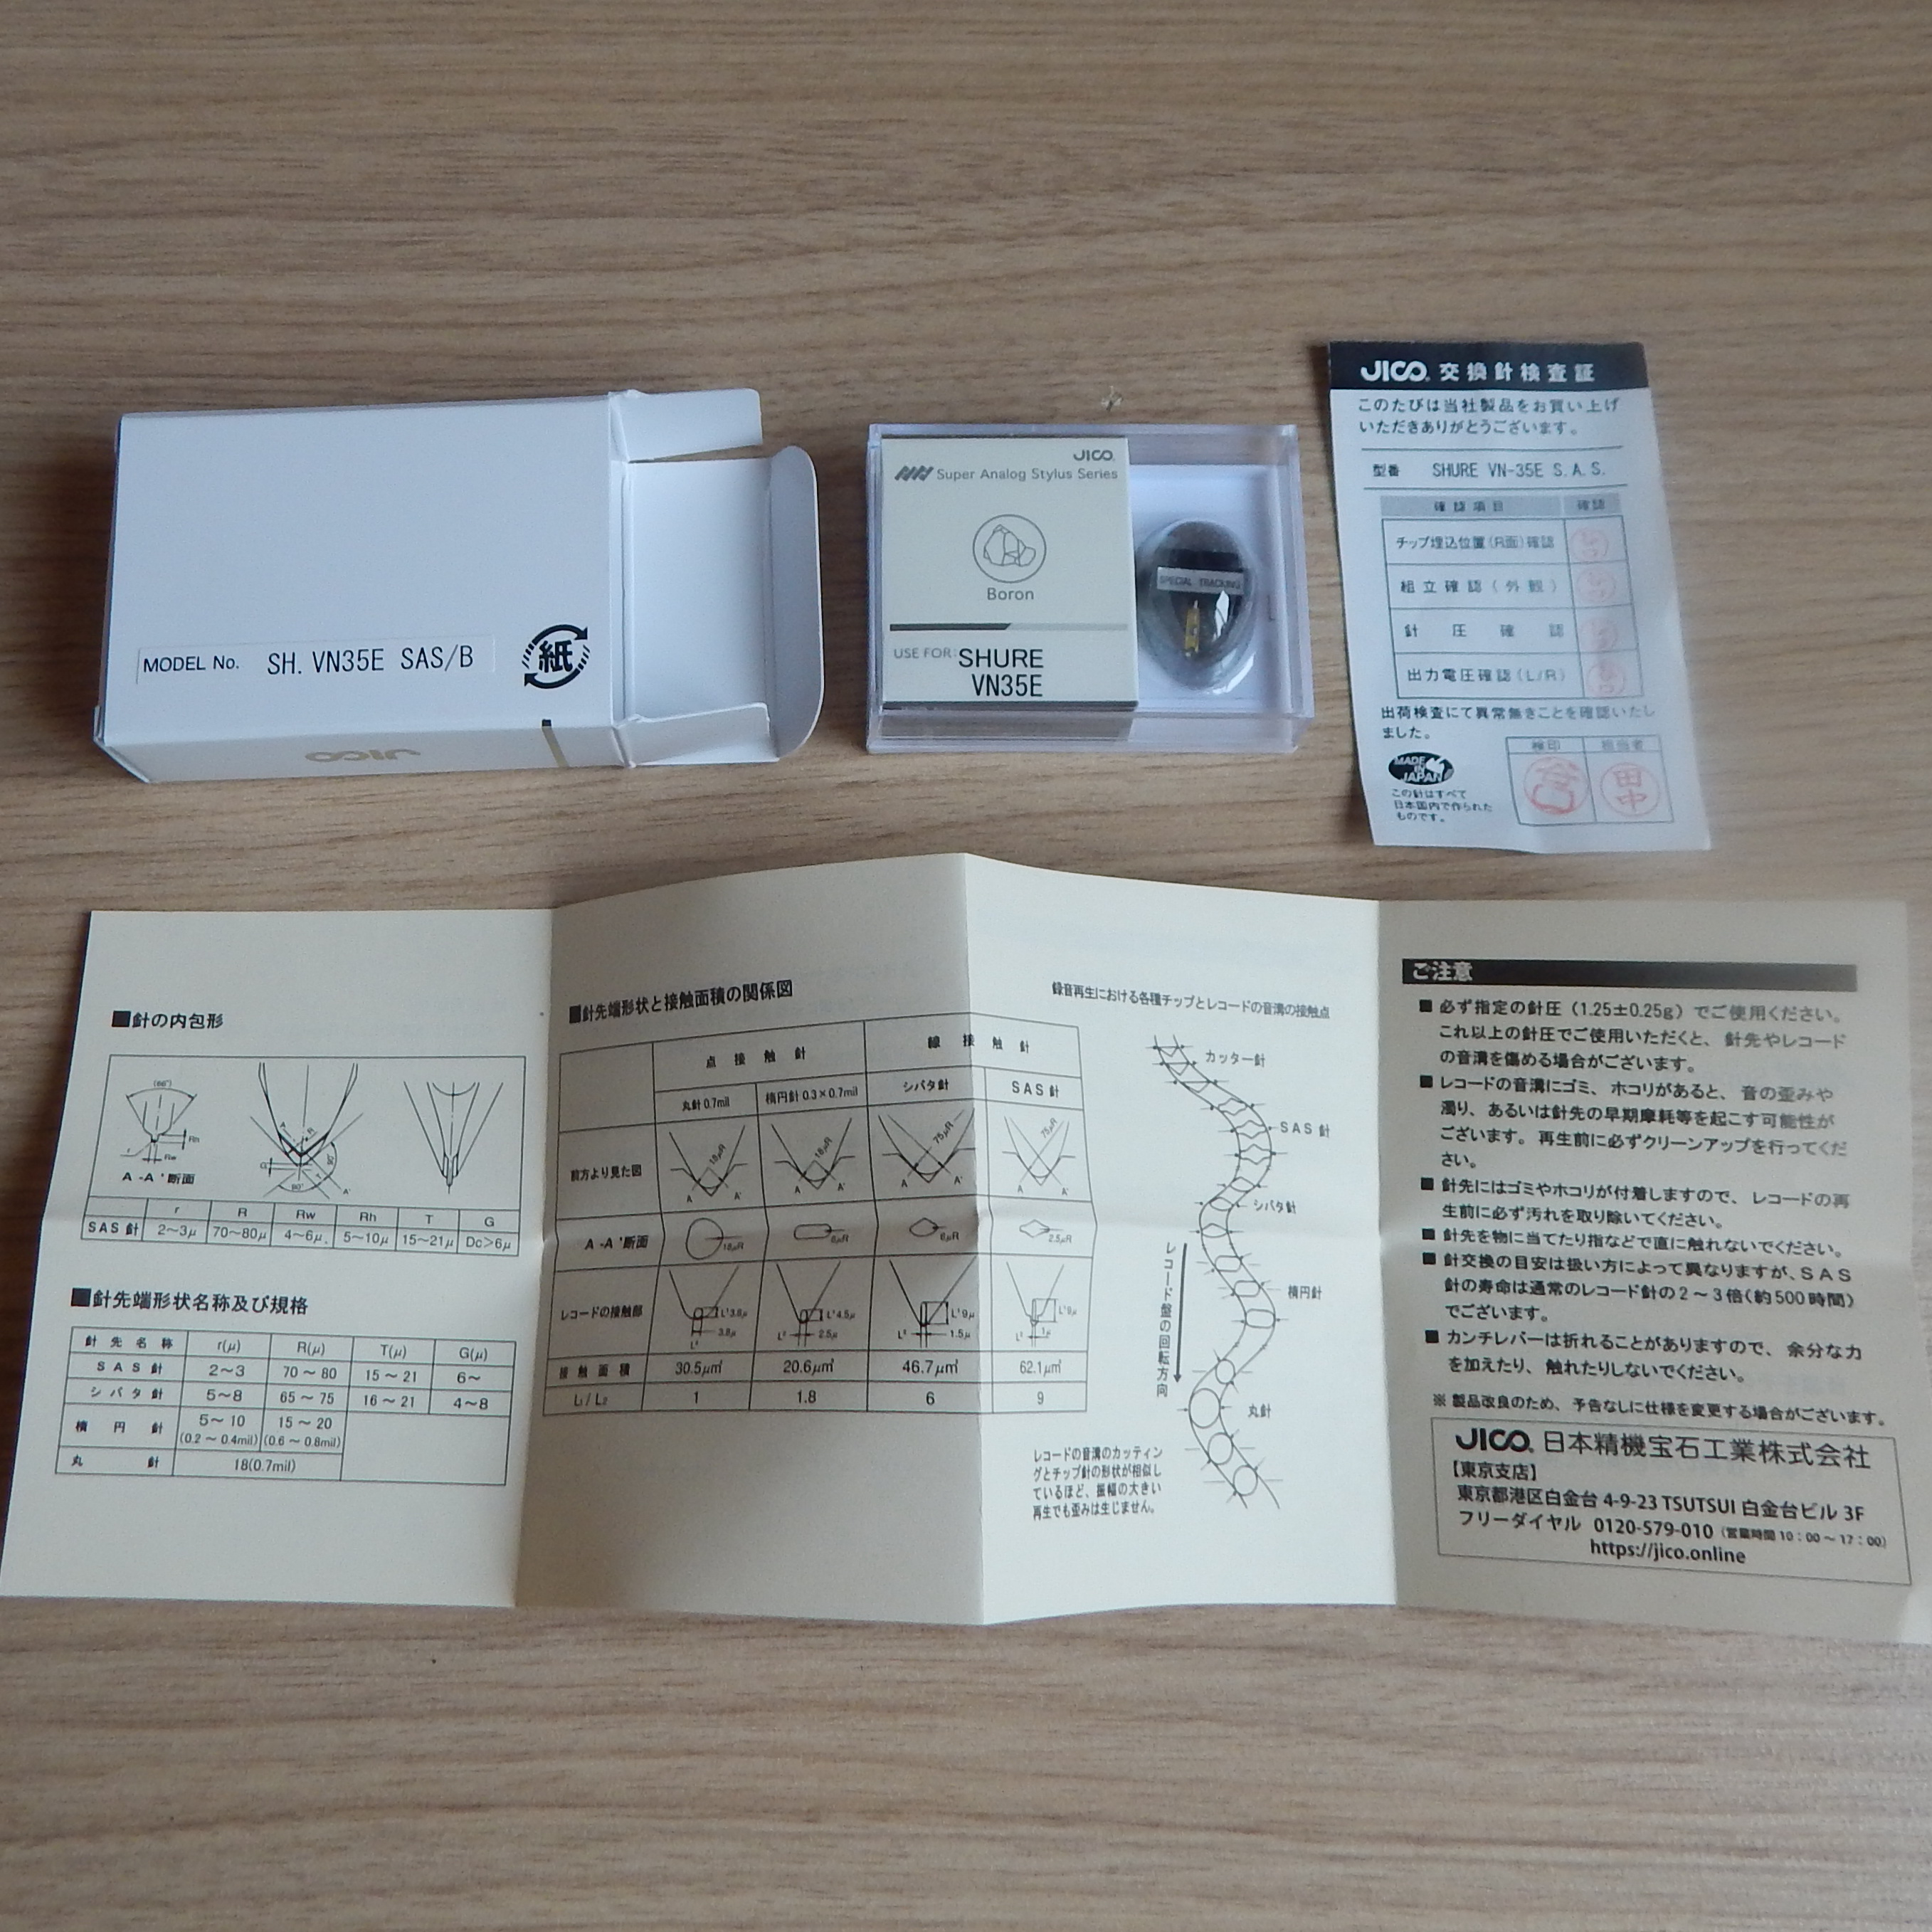 MODEL No. SH. VN35E SAS/B
紙
JICO
JICO
Super Analog Stylus Series
Boron
USE FOR: SHURE
VN35E
SPECIAL TRACKING
JICO 交換針検査証
このたびは当社製品をお買い上げ
いただきありがとうございます。
型番 SHURE VN-35E S.A.S.
確認項目 確認
チップ埋込位置(R面)確認
組立確認(外観)
針圧確認
出力電圧確認(L/R)
出荷検査にて異常無きことを確認いたし
ました。
検印 担当者
MADE IN JAPAN
田中
この針はすべて
日本国内で作られた
ものです。
■針の内包形
(66°)
Rh
Rw
A-A'断面
R
90°
A'
r R Rw Rh T G
SAS針 2～3μ 70～80μ 4～6μ 5～10μ 15～21μ Dc>6μ
■針先端形状名称及び規格
針先名称 r(μ) R(μ) T(μ) G(μ)
SAS針 2～3 70～80 15～21 6～
シバタ針 5～8 65～75 16～21 4～8
楕円針 5～10 15～20
(0.2～0.4mil) (0.6～0.8mil)
丸針 18(0.7mil)
■針先端形状と接触面積の関係図
点接触針 線接触針
丸針0.7mil 楕円針0.3×0.7mil シバタ針 SAS針
前方より見た図 18μR 18μR 75μR 75μR
A A' A A' A A' A A'
A-A'断面 18μR 8μR 6μR 2.5μR
レコードの接触部 L¹3.8μ L¹4.5μ L¹9μ L¹9μ
L² 3.8μ L² 2.5μ L² 1.5μ L² 1μ
接触面積 30.5μm² 20.6μm² 46.7μm² 62.1μm²
L₁/L₂ 1 1.8 6 9
録音再生における各種チップとレコードの音溝の接触点
カッター針
SAS針
シバタ針
楕円針
丸針
レコード盤の回転方向
レコードの音溝のカッティン
グとチップ針の形状が相似し
ているほど、振幅の大きい
再生でも歪みは生じません。
ご注意
■必ず指定の針圧（1.25±0.25g）でご使用ください。
これ以上の針圧でご使用いただくと、針先やレコード
の音溝を傷める場合がございます。
■レコードの音溝にゴミ、ホコリがあると、音の歪みや
濁り、あるいは針先の早期摩耗等を起こす可能性が
ございます。再生前に必ずクリーンアップを行ってくだ
さい。
■針先にはゴミやホコリが付着しますので、レコードの再
生前に必ず汚れを取り除いてください。
■針先を物に当てたり指などで直に触れないでください。
■針交換の目安は扱い方によって異なりますが、SAS
針の寿命は通常のレコード針の2～3倍(約500時間)
でございます。
■カンチレバーは折れることがありますので、余分な力
を加えたり、触れたりしないでください。
※製品改良のため、予告なしに仕様を変更する場合がございます。
JICO 日本精機宝石工業株式会社
【東京支店】
東京都港区白金台4-9-23 TSUTSUI白金台ビル 3F
フリーダイヤル 0120-579-010（営業時間10：00～17：00）
https://jico.online